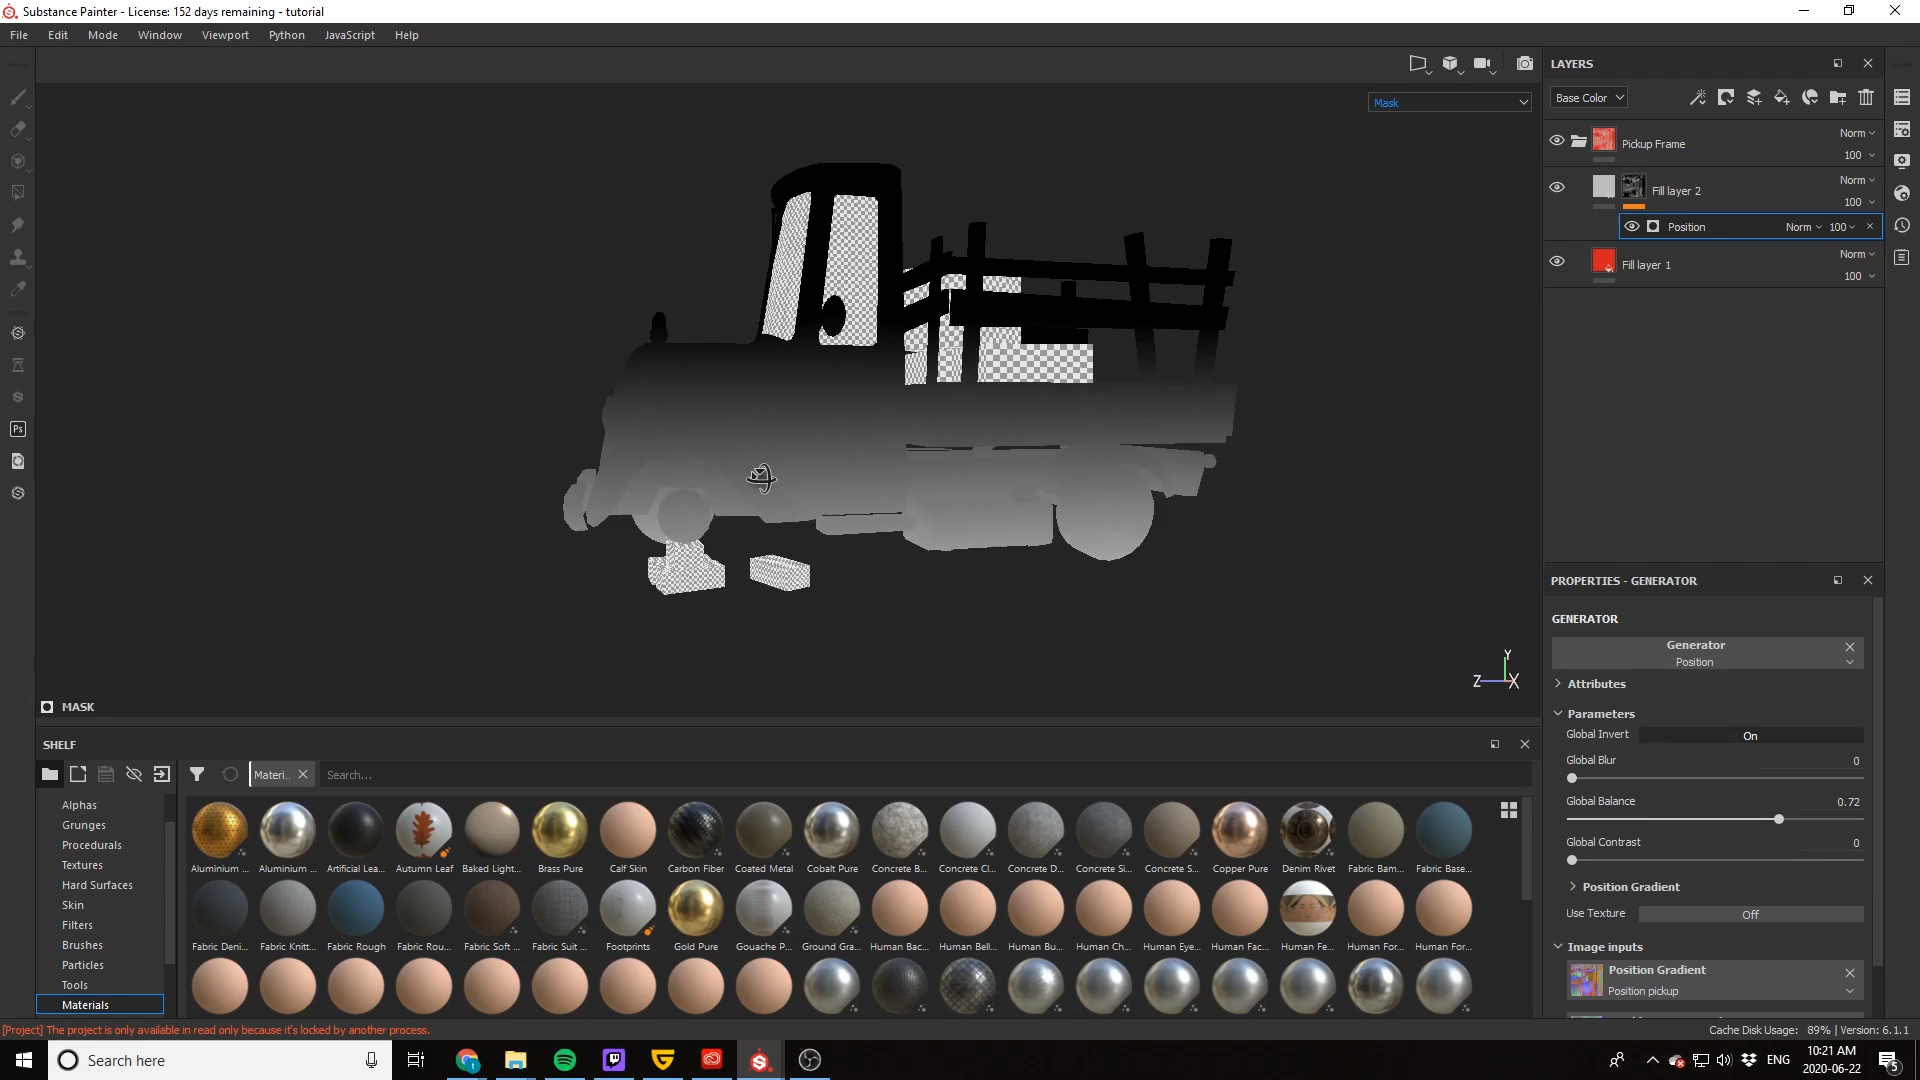 Substance Painter - License: 152 days remaining - tutorial
File Edit Mode Window Viewport Python JavaScript Help
Mask
LAYERS
Base Color
Pickup Frame
Norm
100
Fill layer 2
Norm
100
Position Norm 100
Fill layer 1
Norm
100
Y
Z X
MASK
PROPERTIES - GENERATOR
GENERATOR
Generator
Position
Attributes
Parameters
Global Invert On
Global Blur 0
Global Balance 0.72
Global Contrast 0
Position Gradient
Use Texture Off
Image inputs
Position Gradient
Position pickup
SHELF
Materi.. Search...
Alphas
Grunges
Procedurals
Textures
Hard Surfaces
Skin
Filters
Brushes
Particles
Tools
Materials
Aluminium ... Aluminium ... Artificial Lea... Autumn Leaf Baked Light... Brass Pure Calf Skin Carbon Fiber Coated Metal Cobalt Pure Concrete B... Concrete Cl... Concrete D... Concrete Si... Concrete S... Copper Pure Denim Rivet Fabric Bam... Fabric Base...
Fabric Deni... Fabric Knitt... Fabric Rough Fabric Rou... Fabric Soft ... Fabric Suit ... Footprints Gold Pure Gouache P... Ground Gra... Human Bac... Human Bell... Human Bu... Human Ch... Human Eye... Human Fac... Human Fe... Human For... Human For...
[Project] The project is only available in read only because it's locked by another process.
Cache Disk Usage: 89% | Version: 6.1.1
Ps
Search here
ENG
10:21 AM
2020-06-22
5